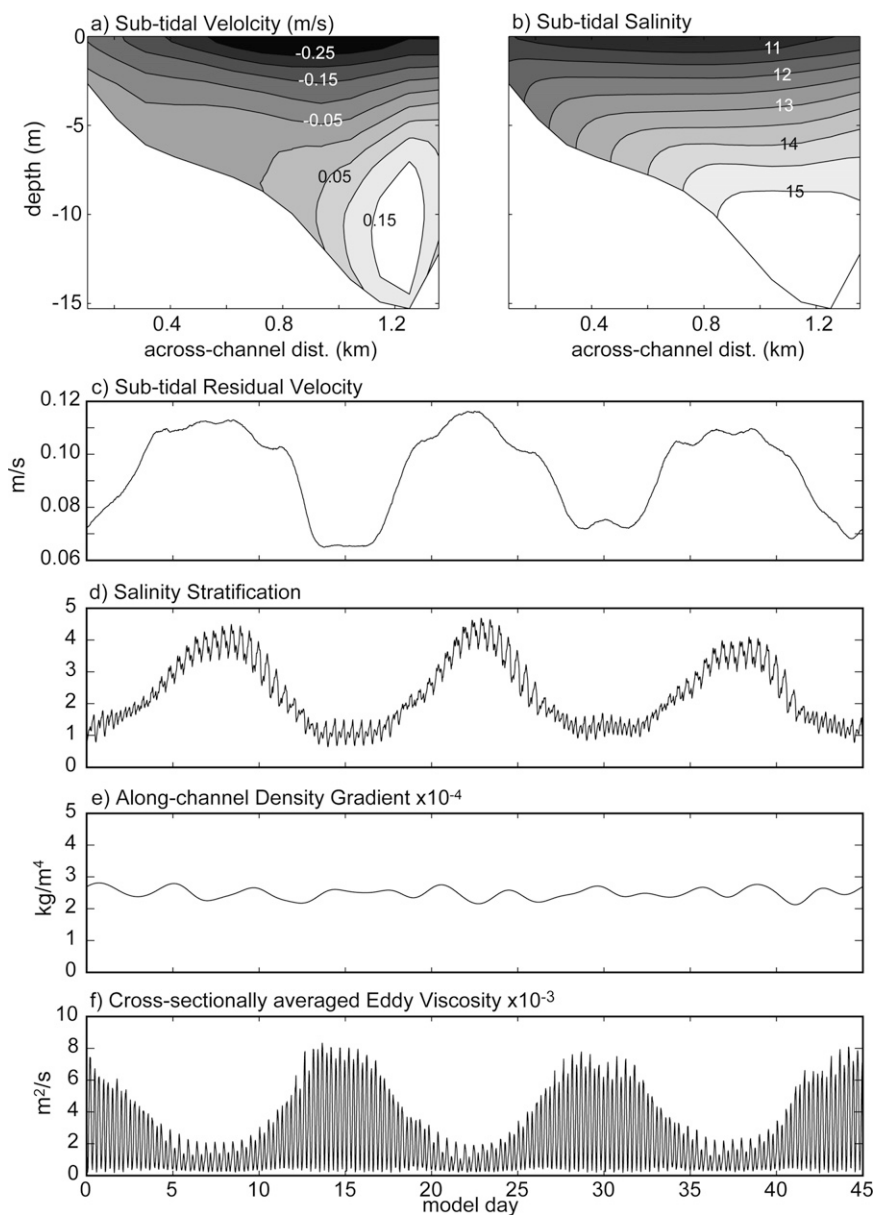 a) Sub-tidal Velolcity (m/s)
b) Sub-tidal Salinity
0
-5
-10
-15
depth (m)
-0.25
-0.15
-0.05
0.05
0.15
11
12
13
14
15
0.4 0.8 1.2
across-channel dist. (km)
0.4 0.8 1.2
across-channel dist. (km)
c) Sub-tidal Residual Velocity
0.12
0.10
0.08
0.06
m/s
d) Salinity Stratification
5
4
3
2
1
0
e) Along-channel Density Gradient x10-4
5
4
3
2
1
0
kg/m4
f) Cross-sectionally averaged Eddy Viscosity x10-3
10
8
6
4
2
0
m2/s
0 5 10 15 20 25 30 35 40 45
model day